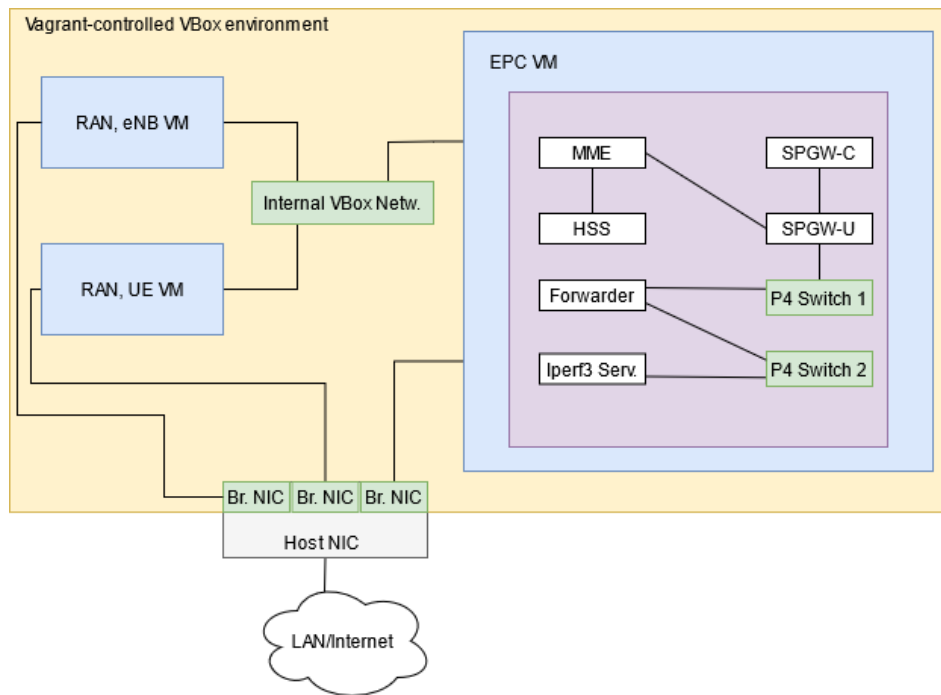 Vagrant-controlled VBox environment
EPC VM
RAN, eNB VM
MME
SPGW-C
Internal VBox Netw.
HSS
SPGW-U
RAN, UE VM
Forwarder
P4 Switch 1
Iperf3 Serv.
P4 Switch 2
Br. NIC
Br. NIC
Br. NIC
Host NIC
LAN/Internet